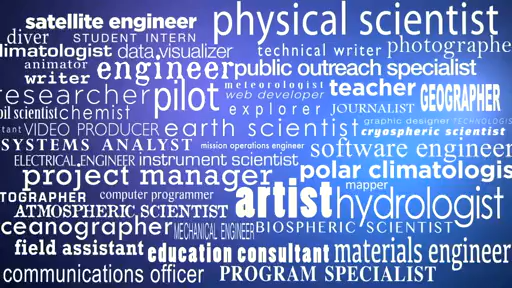 satellite engineer physical scientist
diver STUDENT INTERN
limatologist data visualizer technical writer photographe
animator engineer public outreach specialist
writer meteorologist teacher GEOGRAPHER
researcher pilot web developer
explorer JOURNALIST
oil scientist chemist graphic designer TECHNOLOGIS
tant VIDEO PRODUCER earth scientist cryospheric scientist
SYSTEMS ANALYST mission operations engineer software engineer
ELECTRICAL ENGINEER instrument scientist
project manager polar climatologis
mapper
TOGRAPHER computer programmer artist hydrologist
ATMOSPHERIC SCIENTIST
ceanographer MECHANICAL ENGINEER BIOSPHERIC SCIENTIST
field assistant education consultant materials engineer
communications officer PROGRAM SPECIALIST